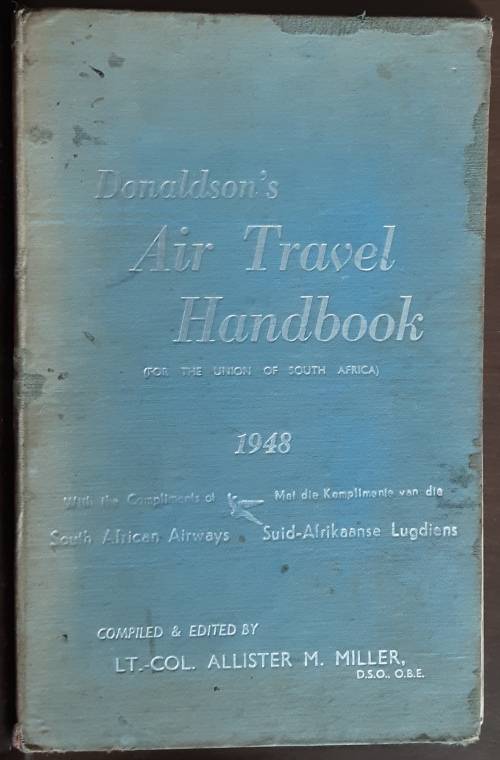 Donaldson's
Air Travel
Handbook
(FOR THE UNION OF SOUTH AFRICA)
1948
With the Compliments of
South African Airways
Met die Komplimente van die
Suid-Afrikaanse Lugdiens
COMPILED & EDITED BY
LT.-COL. ALLISTER M. MILLER,
D.S.O., O.B.E.